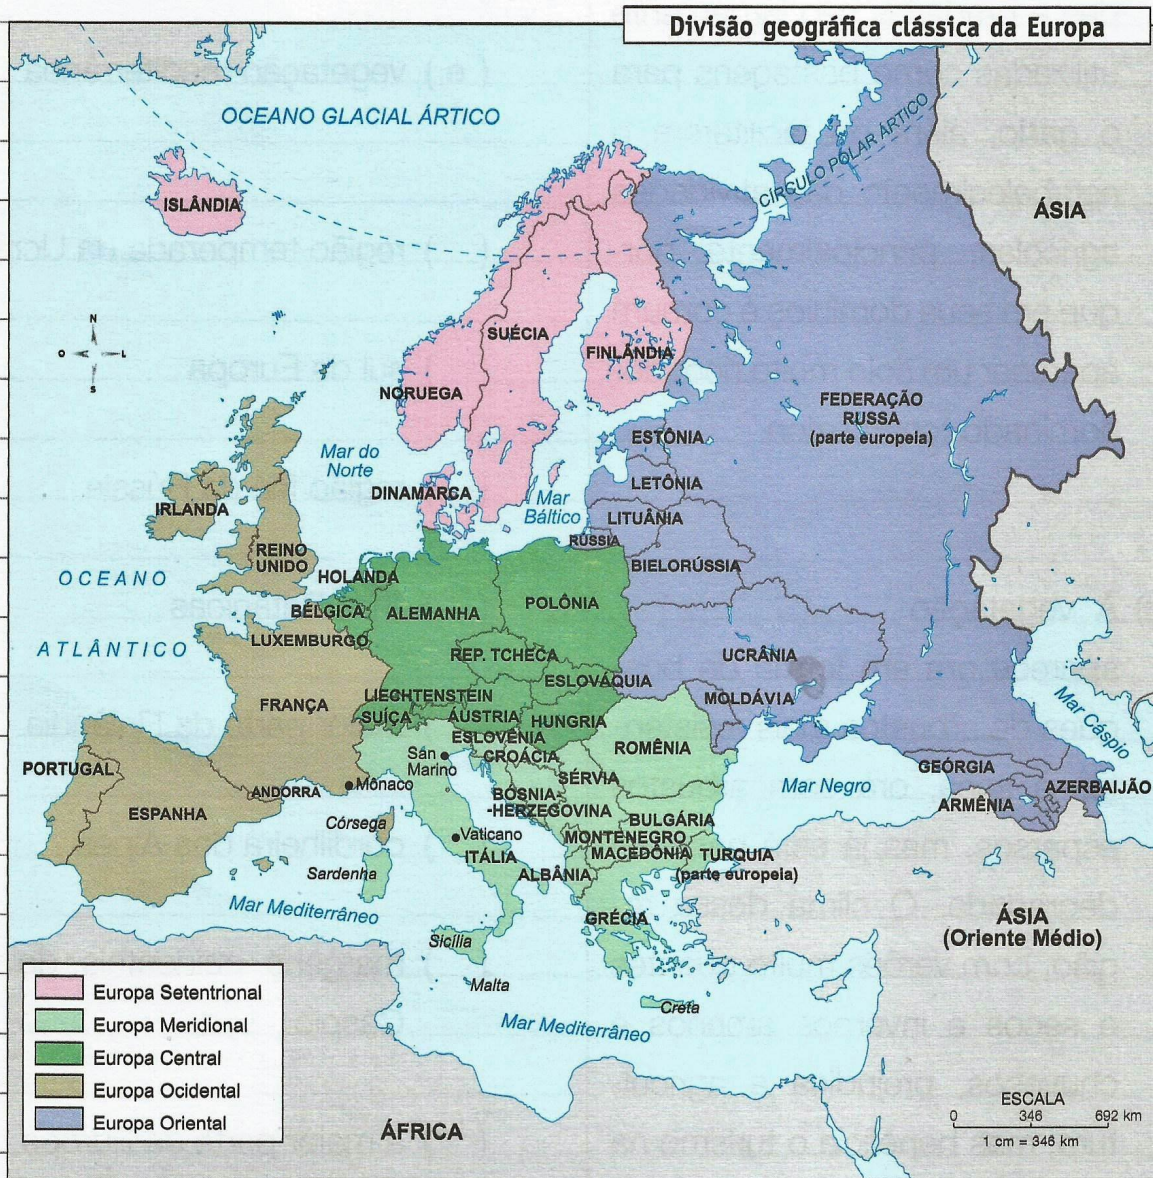 Divisão geográfica clássica da Europa
OCEANO GLACIAL ÁRTICO
CÍRCULO POLAR ÁRTICO
ISLÂNDIA
ÁSIA
N
O
L
S
SUÉCIA
FINLÂNDIA
NORUEGA
FEDERAÇÃO
RUSSA
(parte europeia)
Mar do
Norte
ESTÔNIA
LETÔNIA
DINAMARCA
Mar
Báltico
LITUÂNIA
RÚSSIA
BIELORÚSSIA
IRLANDA
REINO
UNIDO
OCEANO
ATLÂNTICO
HOLANDA
BÉLGICA
ALEMANHA
POLÔNIA
LUXEMBURGO
REP. TCHECA
UCRÂNIA
ESLOVÁQUIA
LIECHTENSTEIN
MOLDÁVIA
FRANÇA
SUÍÇA
ÁUSTRIA
HUNGRIA
ESLOVÊNIA
CROÁCIA
ROMÊNIA
San
Marino
Mar Cáspio
PORTUGAL
ESPANHA
ANDORRA
Mônaco
SÉRVIA
BÓSNIA-
-HERZEGOVINA
Mar Negro
GEÓRGIA
AZERBAIJÃO
ARMÊNIA
Córsega
Vaticano
BULGÁRIA
MONTENEGRO
MACEDÔNIA
ITÁLIA
ALBÂNIA
TURQUIA
(parte europeia)
Sardenha
Mar Mediterrâneo
GRÉCIA
ÁSIA
(Oriente Médio)
Sicília
Malta
Creta
Mar Mediterrâneo
Europa Setentrional
Europa Meridional
Europa Central
Europa Ocidental
Europa Oriental
ÁFRICA
ESCALA
0 346 692 km
1 cm = 346 km